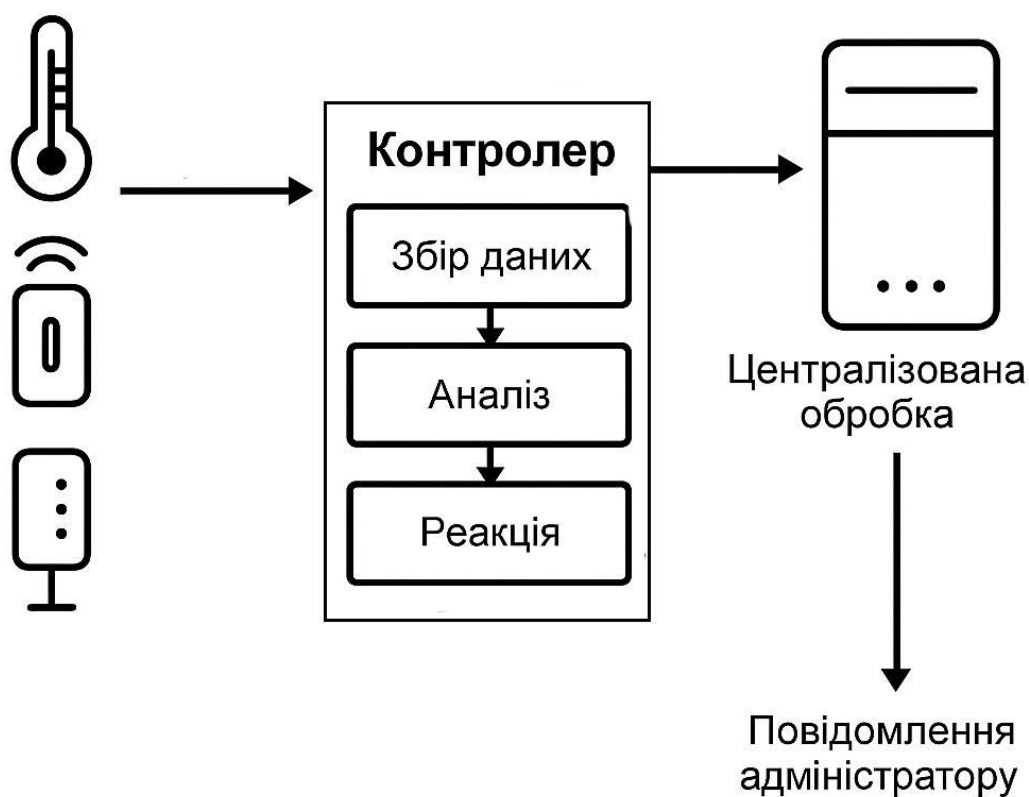 Контролер
Збір даних
Аналіз
Реакція
Централізована
обробка
Повідомлення
адміністратору